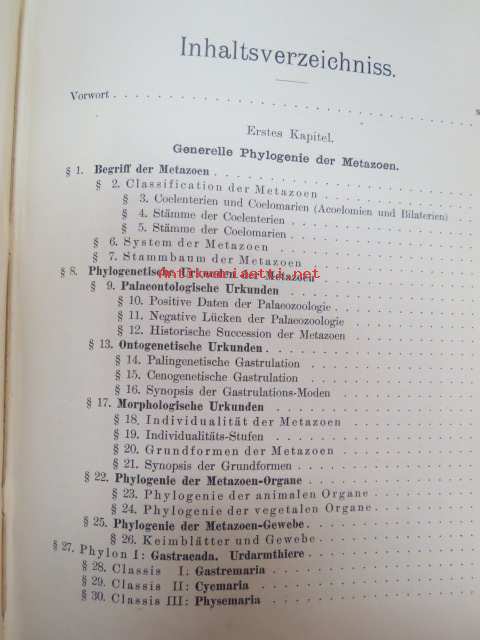 Inhaltsverzeichniss.
Vorwort
Erstes Kapitel.
Generelle Phylogenie der Metazoen.
§ 1. Begriff der Metazoen
§ 2. Classification der Metazoen
§ 3. Coelenterien und Coelomarien (Acoelomien und Bilaterien)
§ 4. Stämme der Coelenterien
§ 5. Stämme der Coelomarien
§ 6. System der Metazoen
§ 7. Stammbaum der Metazoen
§ 8. Phylogenetische Urkunden der Metazoen
antikvariaatti.net
§ 9. Palaeontologische Urkunden
§ 10. Positive Daten der Palaeozoologie
§ 11. Negative Lücken der Palaeozoologie
§ 12. Historische Succession der Metazoen
§ 13. Ontogenetische Urkunden
§ 14. Palingenetische Gastrulation
§ 15. Cenogenetische Gastrulation
§ 16. Synopsis der Gastrulations-Moden
§ 17. Morphologische Urkunden
§ 18. Individualität der Metazoen
§ 19. Individualitäts-Stufen
§ 20. Grundformen der Metazoen
§ 21. Synopsis der Grundformen
§ 22. Phylogenie der Metazoen-Organe
§ 23. Phylogenie der animalen Organe
§ 24. Phylogenie der vegetalen Organe
§ 25. Phylogenie der Metazoen-Gewebe
§ 26. Keimblätter und Gewebe
§ 27. Phylon I: Gastraeada. Urdarmthiere
§ 28. Classis I: Gastremaria
§ 29. Classis II: Cyemaria
§ 30. Classis III: Physemaria